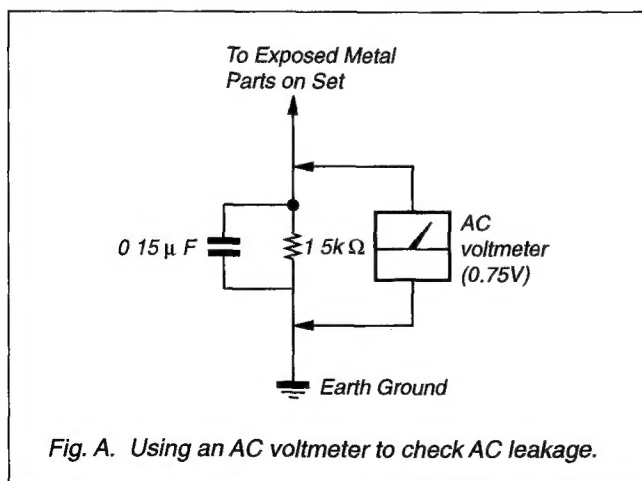 To Exposed Metal
Parts on Set
0 15 μ F
1 5k Ω
AC
voltmeter
(0.75V)
Earth Ground
Fig. A. Using an AC voltmeter to check AC leakage.